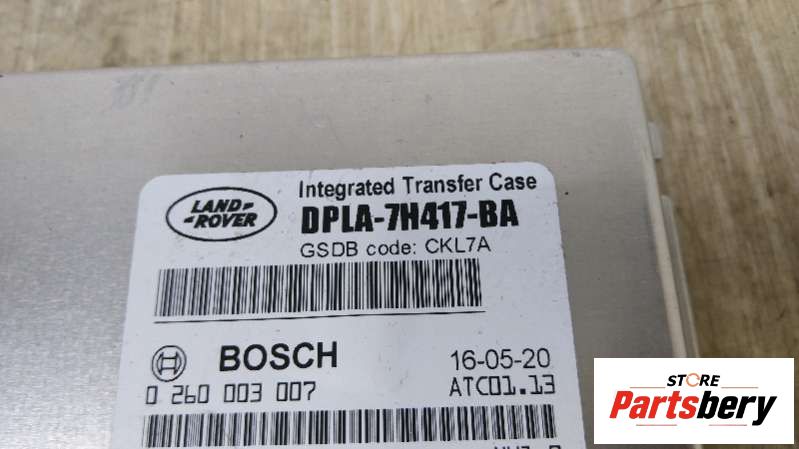 LAND
ROVER
Integrated Transfer Case
DPLA-7H417-BA
GSDB code: CKL7A
BOSCH
16-05-20
0 260 003 007
ATC01.13
STORE
Partsbery